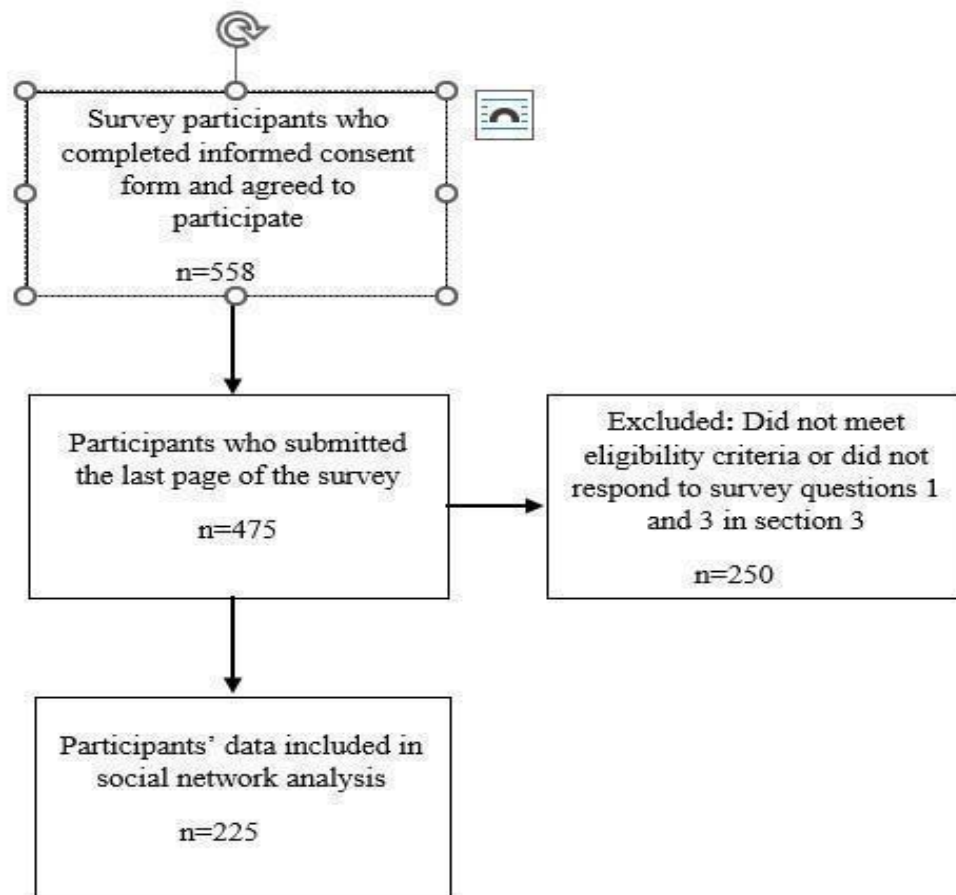 Survey participants who
completed informed consent
form and agreed to
participate
n=558
Participants who submitted
the last page of the survey
n=475
Excluded: Did not meet
eligibility criteria or did not
respond to survey questions 1
and 3 in section 3
n=250
Participants’ data included in
social network analysis
n=225